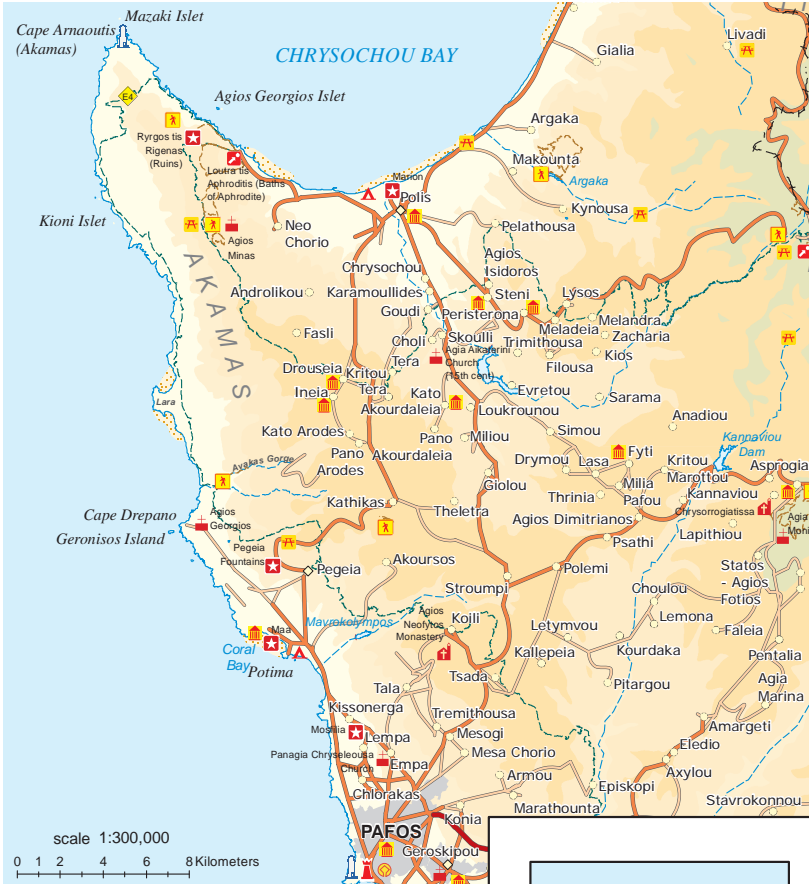 Mazaki Islet
Cape Arnaoutis
(Akamas)
CHRYSOCHOU BAY
Livadi
Gialia
E4
Agios Georgios Islet
Argaka
Ryrgos tis
Rigenas
(Ruins)
Loutra tis
Aphroditis (Baths
of Aphrodite)
Makounta
Argaka
Marion
Polis
Kynousa
Kioni Islet
Neo
Chorio
Pelathousa
Agios
Minas
Agios
Isidoros
AKAMAS
Chrysochou
Androlikou
Karamoullides
Steni
Lysos
Goudi
Peristerona
Melandra
Meladeia
Zacharia
Fasli
Choli
Skoulli
Trimithousa
Tera
Agia Aikaterini
Church
(15th cent)
Kios
Filousa
Drouseia
Kritou
Tera
Ineia
Kato
Akourdaleia
Evretou
Sarama
Lara
Loukrounou
Anadiou
Kato Arodes
Pano
Akourdaleia
Miliou
Simou
Kannaviou
Dam
Pano
Arodes
Drymou
Lasa
Fyti
Kritou
Marottou
Asprogia
Avakas Gorge
Giolou
Milia
Pafou
Kannaviou
Thrinia
Kathikas
Theletra
Agios Dimitrianos
Chrysorrogiatissa
Agia
Moni
Cape Drepano
Agios
Georgios
Geronisos Island
Psathi
Lapithiou
Pegeia
Fountains
Pegeia
Akoursos
Polemi
Statos
- Agios
Fotios
Stroumpi
Choulou
Agios
Neofytos
Monastery
Koili
Mavrokolympos
Letymvou
Lemona
Faleia
Maa
Coral
Bay
Potima
Kallepeia
Kourdaka
Pentalia
Tsada
Pitargou
Agia
Marina
Tala
Kissonerga
Tremithousa
Amargeti
Mosfilia
Lempa
Mesogi
Eledio
Panagia Chryseleousa
Church
Empa
Mesa Chorio
Axylou
Armou
Chlorakas
Episkopi
Marathounta
Stavrokonnou
Konia
PAFOS
Geroskipou
scale 1:300,000
0 1 2 4 6 8 Kilometers